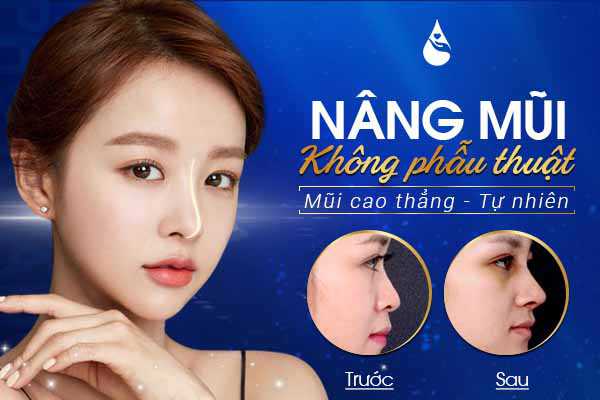 NÂNG MŨI
Không phẫu thuật
Mũi cao thẳng - Tự nhiên
Trước
Sau